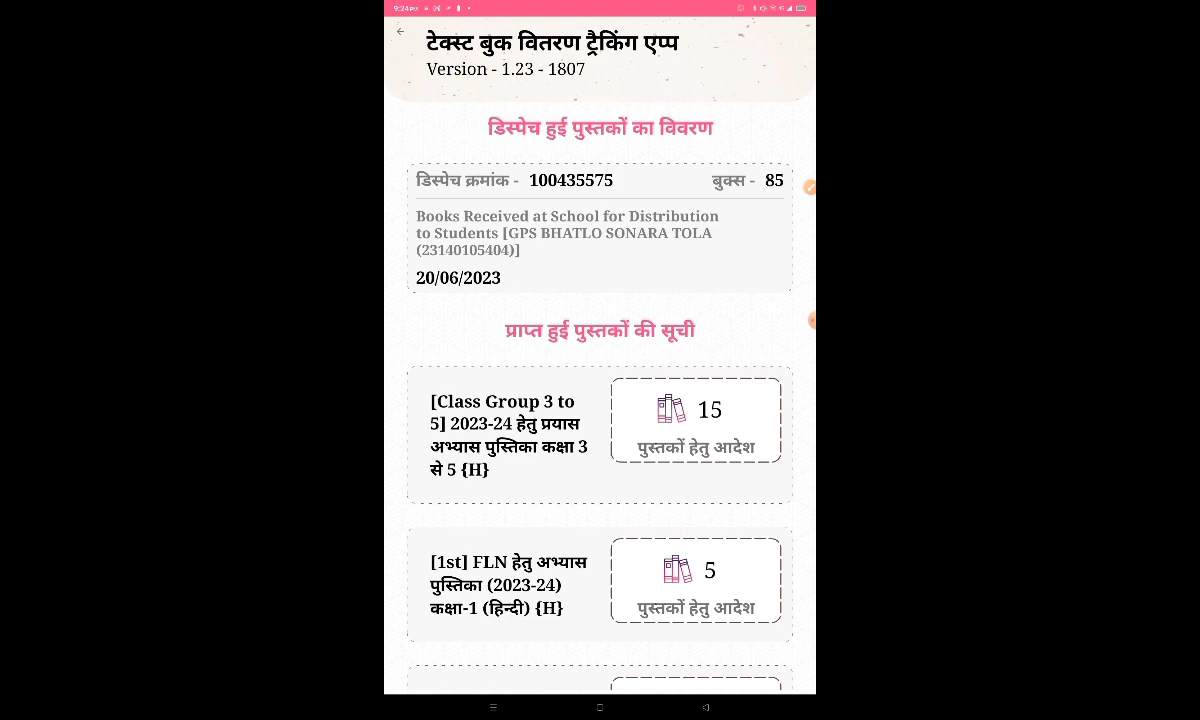 9:24PM
टेक्स्ट बुक वितरण ट्रैकिंग एप्प
Version - 1.23 - 1807
डिस्पेच हुई पुस्तकों का विवरण
डिस्पेच क्रमांक - 100435575 बुक्स - 85
Books Received at School for Distribution
to Students [GPS BHATLO SONARA TOLA
(23140105404)]
20/06/2023
प्राप्त हुई पुस्तकों की सूची
[Class Group 3 to
5] 2023-24 हेतु प्रयास
अभ्यास पुस्तिका कक्षा 3
से 5 {H}
15
पुस्तकों हेतु आदेश
[1st] FLN हेतु अभ्यास
पुस्तिका (2023-24)
कक्षा-1 (हिन्दी) {H}
5
पुस्तकों हेतु आदेश